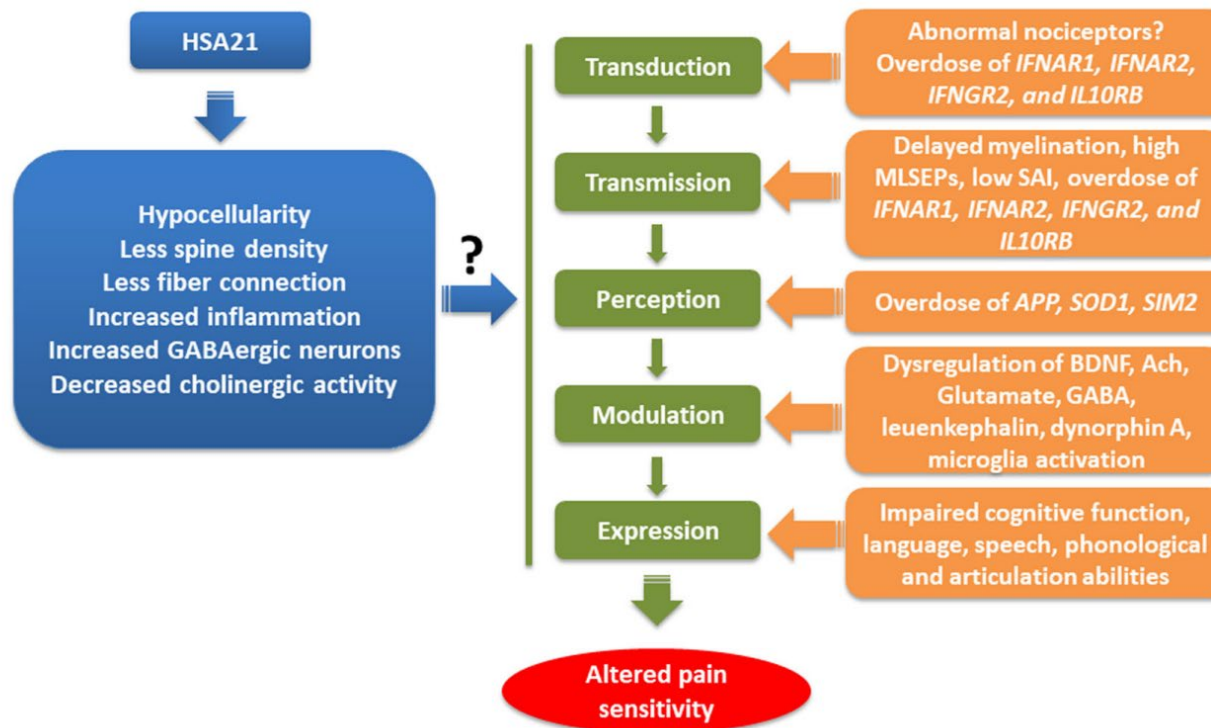 HSA21
Hypocellularity
Less spine density
Less fiber connection
Increased inflammation
Increased GABAergic nerurons
Decreased cholinergic activity
?
Transduction
Transmission
Perception
Modulation
Expression
Altered pain
sensitivity
Abnormal nociceptors?
Overdose of IFNAR1, IFNAR2,
IFNGR2, and IL10RB
Delayed myelination, high
MLSEPs, low SAI, overdose of
IFNAR1, IFNAR2, IFNGR2, and
IL10RB
Overdose of APP, SOD1, SIM2
Dysregulation of BDNF, Ach,
Glutamate, GABA,
leuenkephalin, dynorphin A,
microglia activation
Impaired cognitive function,
language, speech, phonological
and articulation abilities